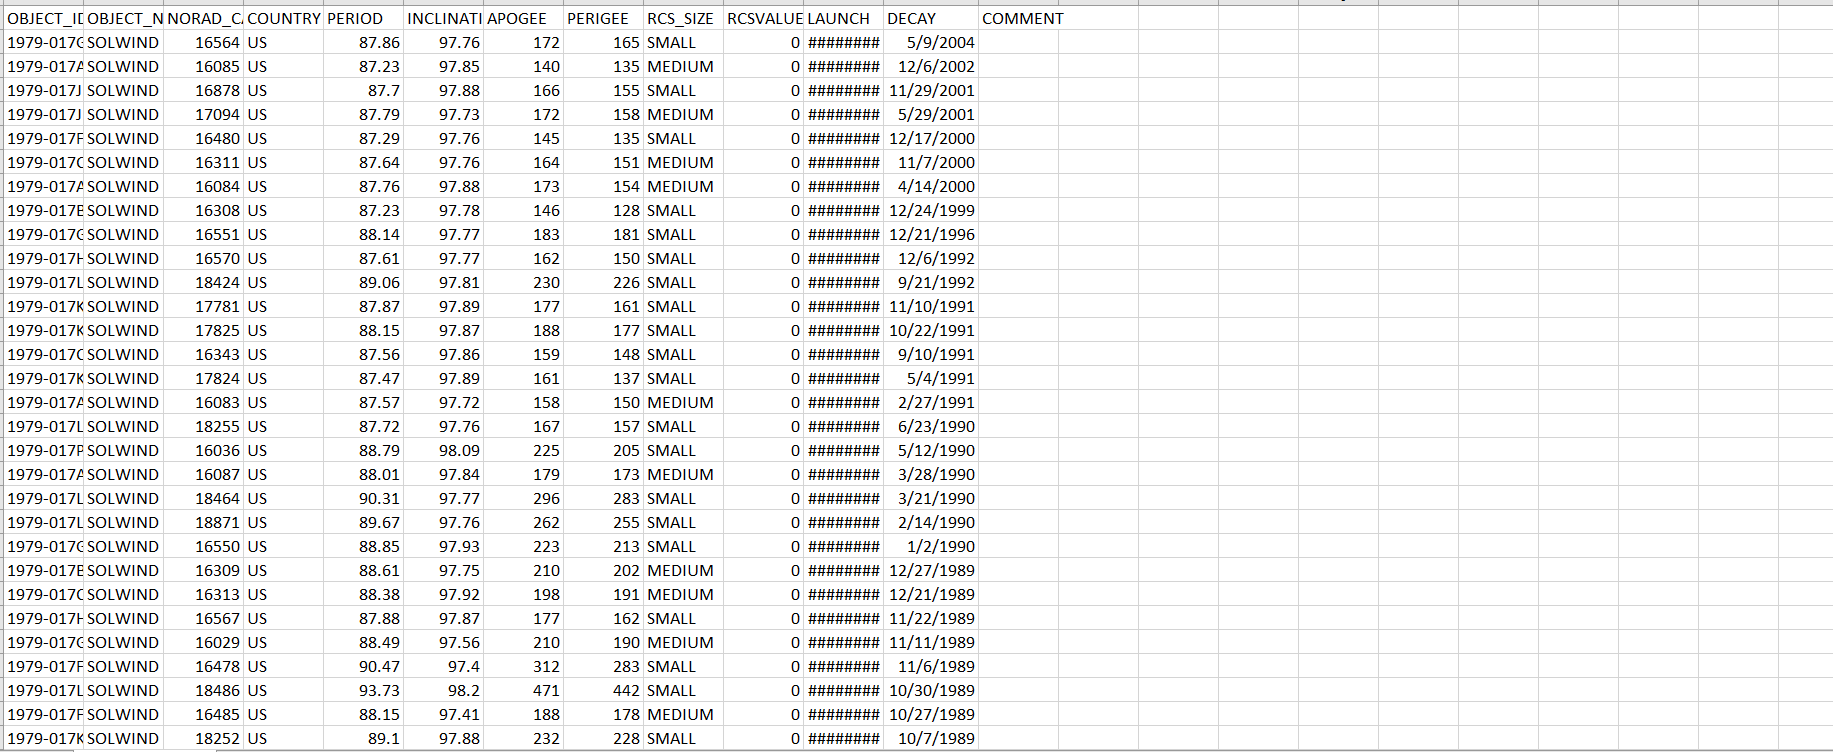 OBJECT_ID OBJECT_N NORAD_CA COUNTRY PERIOD INCLINATI APOGEE PERIGEE RCS_SIZE RCSVALUE LAUNCH DECAY COMMENT
1979-017G SOLWIND 16564 US 87.86 97.76 172 165 SMALL 0 ######## 5/9/2004
1979-017A SOLWIND 16085 US 87.23 97.85 140 135 MEDIUM 0 ######## 12/6/2002
1979-017J SOLWIND 16878 US 87.7 97.88 166 155 SMALL 0 ######## 11/29/2001
1979-017J SOLWIND 17094 US 87.79 97.73 172 158 MEDIUM 0 ######## 5/29/2001
1979-017F SOLWIND 16480 US 87.29 97.76 145 135 SMALL 0 ######## 12/17/2000
1979-017C SOLWIND 16311 US 87.64 97.76 164 151 MEDIUM 0 ######## 11/7/2000
1979-017A SOLWIND 16084 US 87.76 97.88 173 154 MEDIUM 0 ######## 4/14/2000
1979-017B SOLWIND 16308 US 87.23 97.78 146 128 SMALL 0 ######## 12/24/1999
1979-017G SOLWIND 16551 US 88.14 97.77 183 181 SMALL 0 ######## 12/21/1996
1979-017H SOLWIND 16570 US 87.61 97.77 162 150 SMALL 0 ######## 12/6/1992
1979-017L SOLWIND 18424 US 89.06 97.81 230 226 SMALL 0 ######## 9/21/1992
1979-017K SOLWIND 17781 US 87.87 97.89 177 161 SMALL 0 ######## 11/10/1991
1979-017K SOLWIND 17825 US 88.15 97.87 188 177 SMALL 0 ######## 10/22/1991
1979-017C SOLWIND 16343 US 87.56 97.86 159 148 SMALL 0 ######## 9/10/1991
1979-017K SOLWIND 17824 US 87.47 97.89 161 137 SMALL 0 ######## 5/4/1991
1979-017A SOLWIND 16083 US 87.57 97.72 158 150 MEDIUM 0 ######## 2/27/1991
1979-017L SOLWIND 18255 US 87.72 97.76 167 157 SMALL 0 ######## 6/23/1990
1979-017P SOLWIND 16036 US 88.79 98.09 225 205 SMALL 0 ######## 5/12/1990
1979-017A SOLWIND 16087 US 88.01 97.84 179 173 MEDIUM 0 ######## 3/28/1990
1979-017L SOLWIND 18464 US 90.31 97.77 296 283 SMALL 0 ######## 3/21/1990
1979-017L SOLWIND 18871 US 89.67 97.76 262 255 SMALL 0 ######## 2/14/1990
1979-017G SOLWIND 16550 US 88.85 97.93 223 213 SMALL 0 ######## 1/2/1990
1979-017B SOLWIND 16309 US 88.61 97.75 210 202 MEDIUM 0 ######## 12/27/1989
1979-017C SOLWIND 16313 US 88.38 97.92 198 191 MEDIUM 0 ######## 12/21/1989
1979-017H SOLWIND 16567 US 87.88 97.87 177 162 SMALL 0 ######## 11/22/1989
1979-017G SOLWIND 16029 US 88.49 97.56 210 190 MEDIUM 0 ######## 11/11/1989
1979-017F SOLWIND 16478 US 90.47 97.4 312 283 SMALL 0 ######## 11/6/1989
1979-017L SOLWIND 18486 US 93.73 98.2 471 442 SMALL 0 ######## 10/30/1989
1979-017F SOLWIND 16485 US 88.15 97.41 188 178 MEDIUM 0 ######## 10/27/1989
1979-017K SOLWIND 18252 US 89.1 97.88 232 228 SMALL 0 ######## 10/7/1989